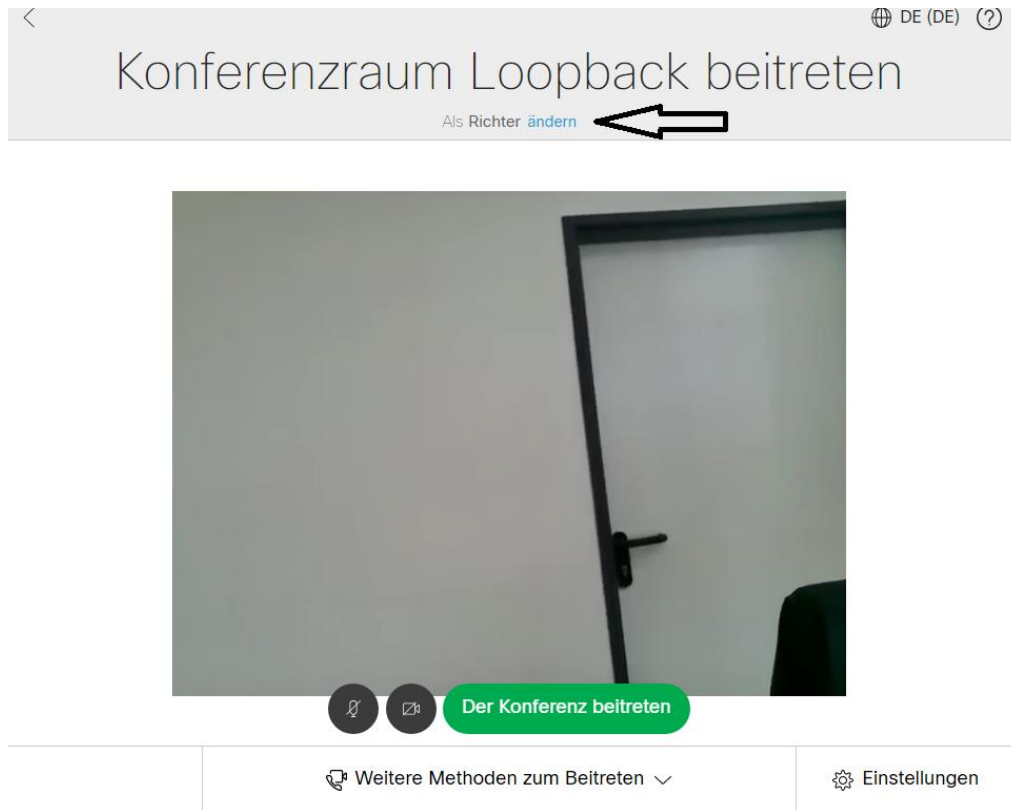 DE (DE)
Konferenzraum Loopback beitreten
Als Richter ändern
Der Konferenz beitreten
Weitere Methoden zum Beitreten
Einstellungen